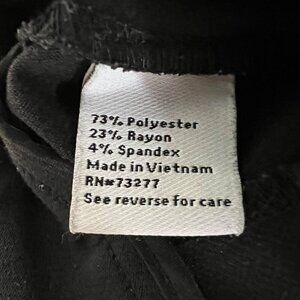 73% Polyester
23% Rayon
4% Spandex
Made in Vietnam
RN#73277
See reverse for care